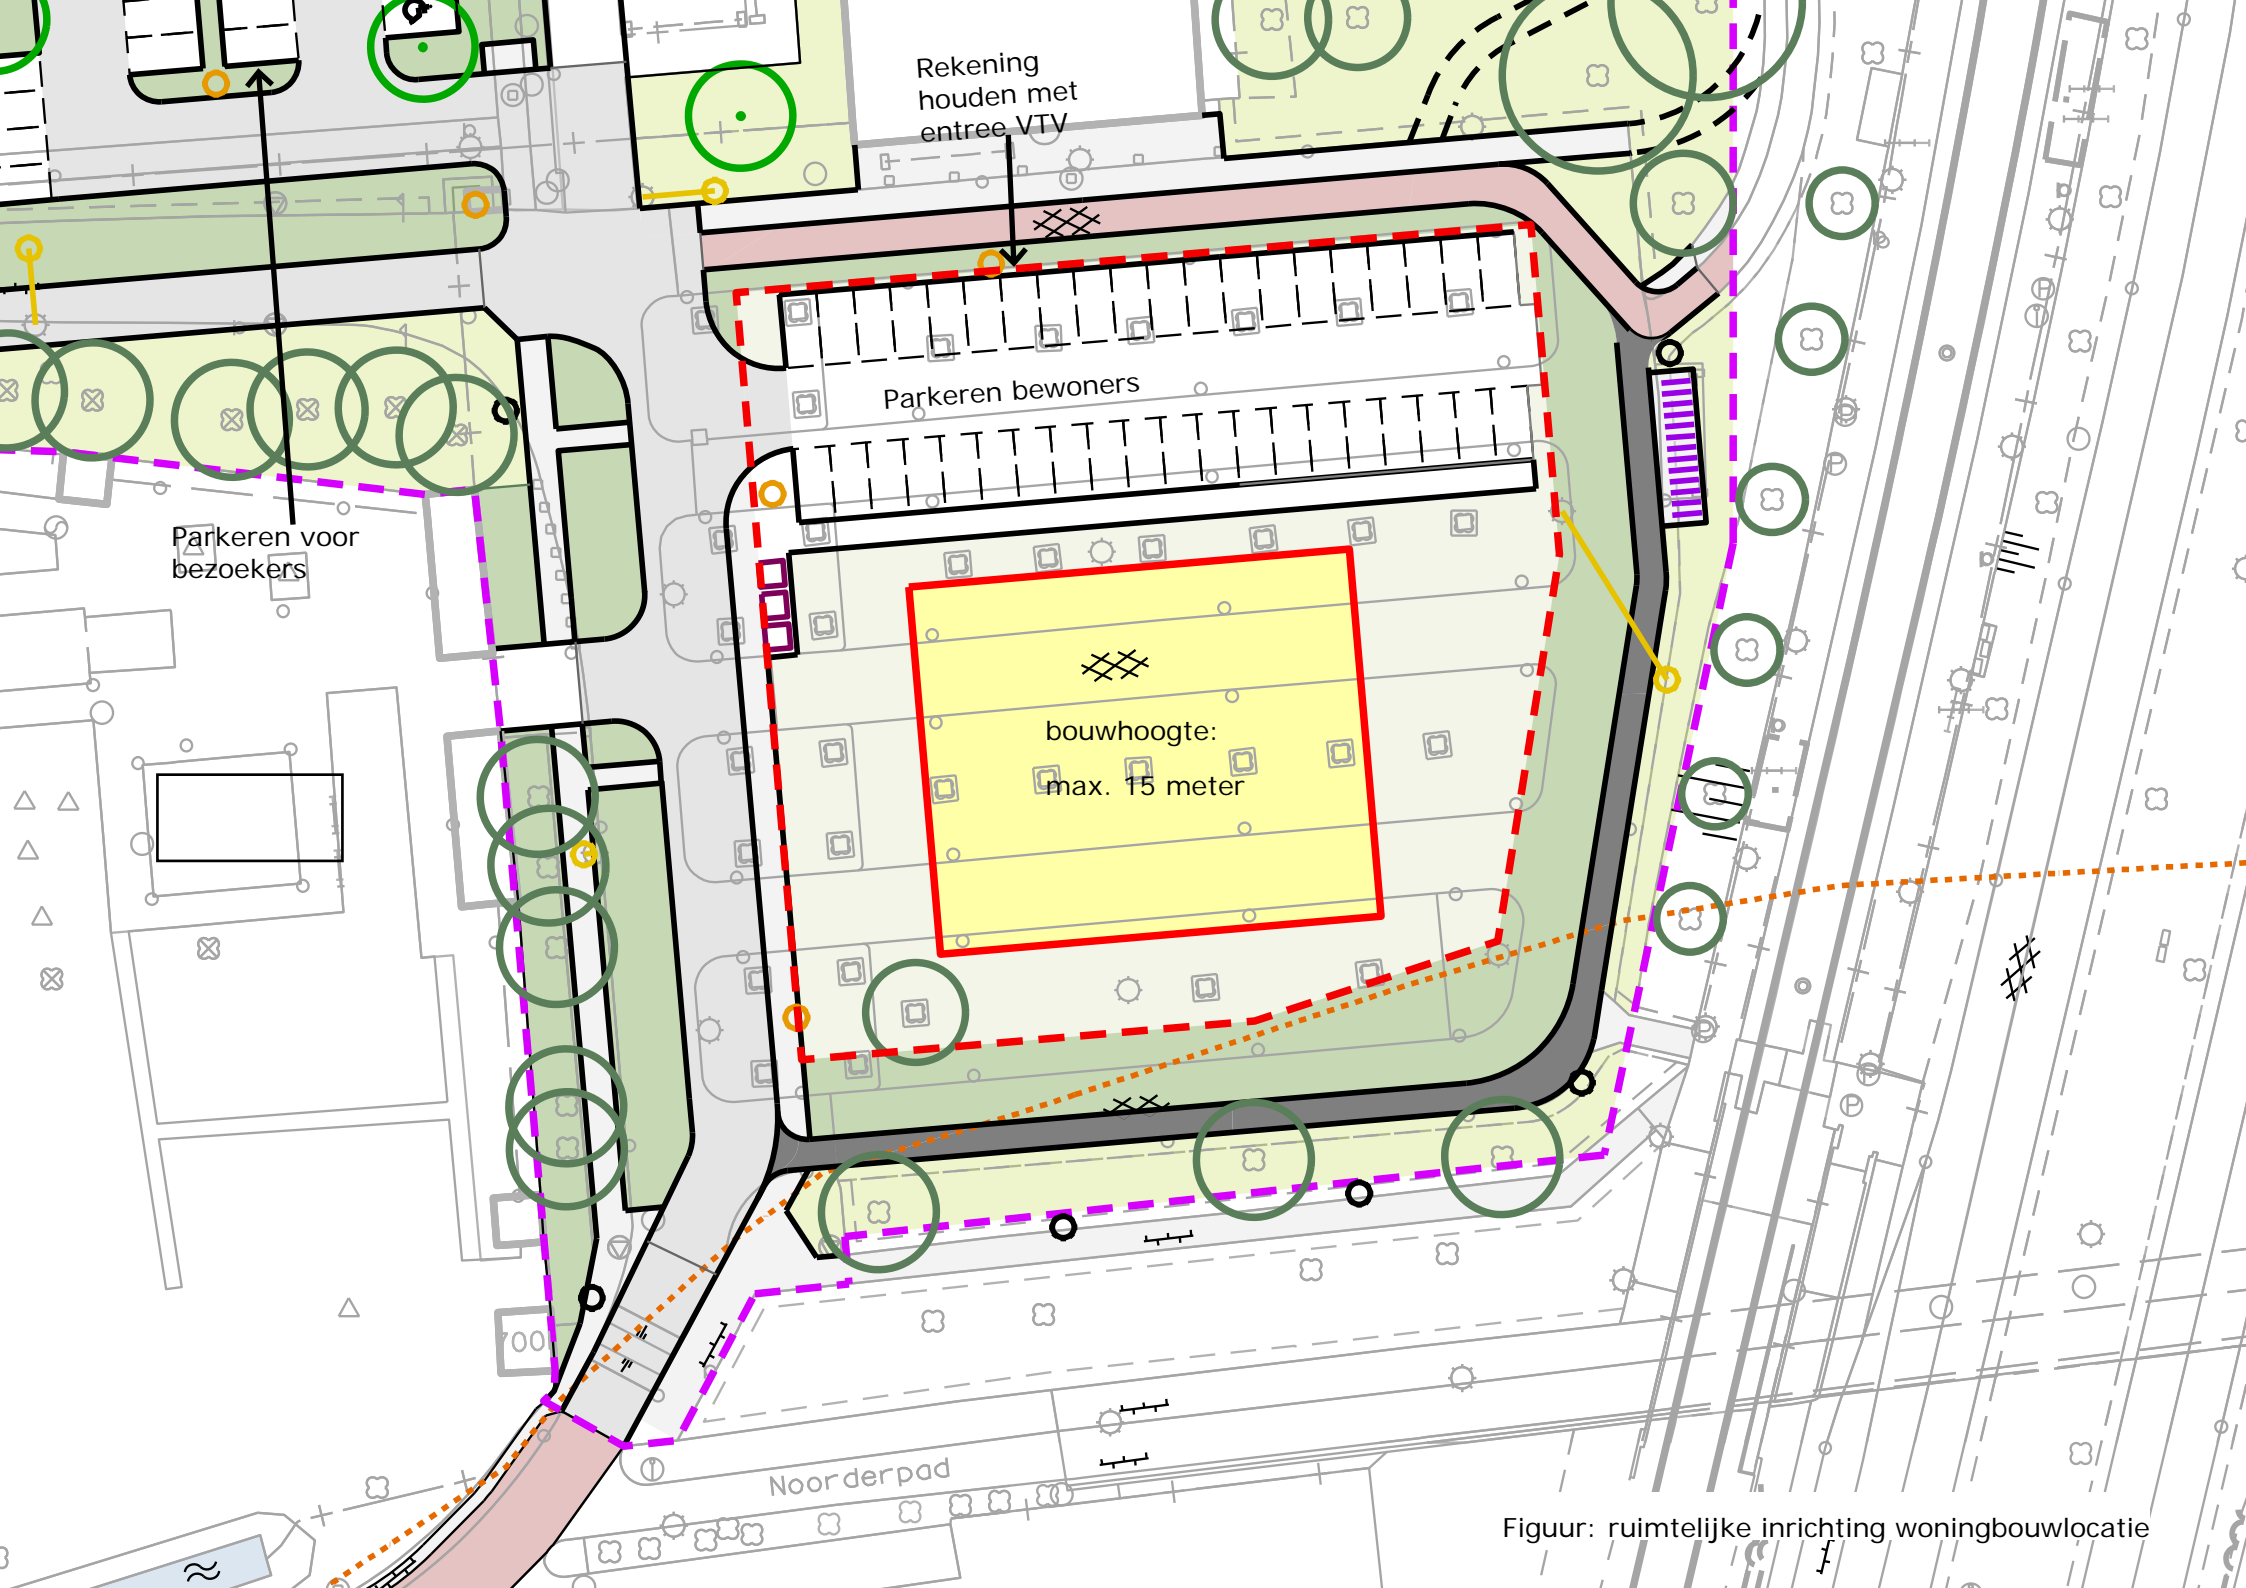 Rekening
houden met
entree VTV
Parkeren bewoners
Parkeren voor
bezoekers
bouwhoogte:
max. 15 meter
700
Noorderpad
Figuur: ruimtelijke inrichting woningbouwlocatie